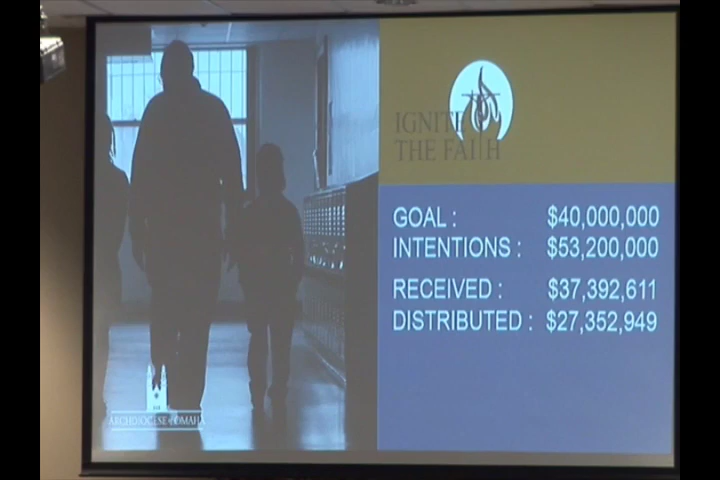 IGNITE
THE FAITH
GOAL : $40,000,000
INTENTIONS : $53,200,000
RECEIVED : $37,392,611
DISTRIBUTED : $27,352,949
ARCHDIOCESE of OMAHA